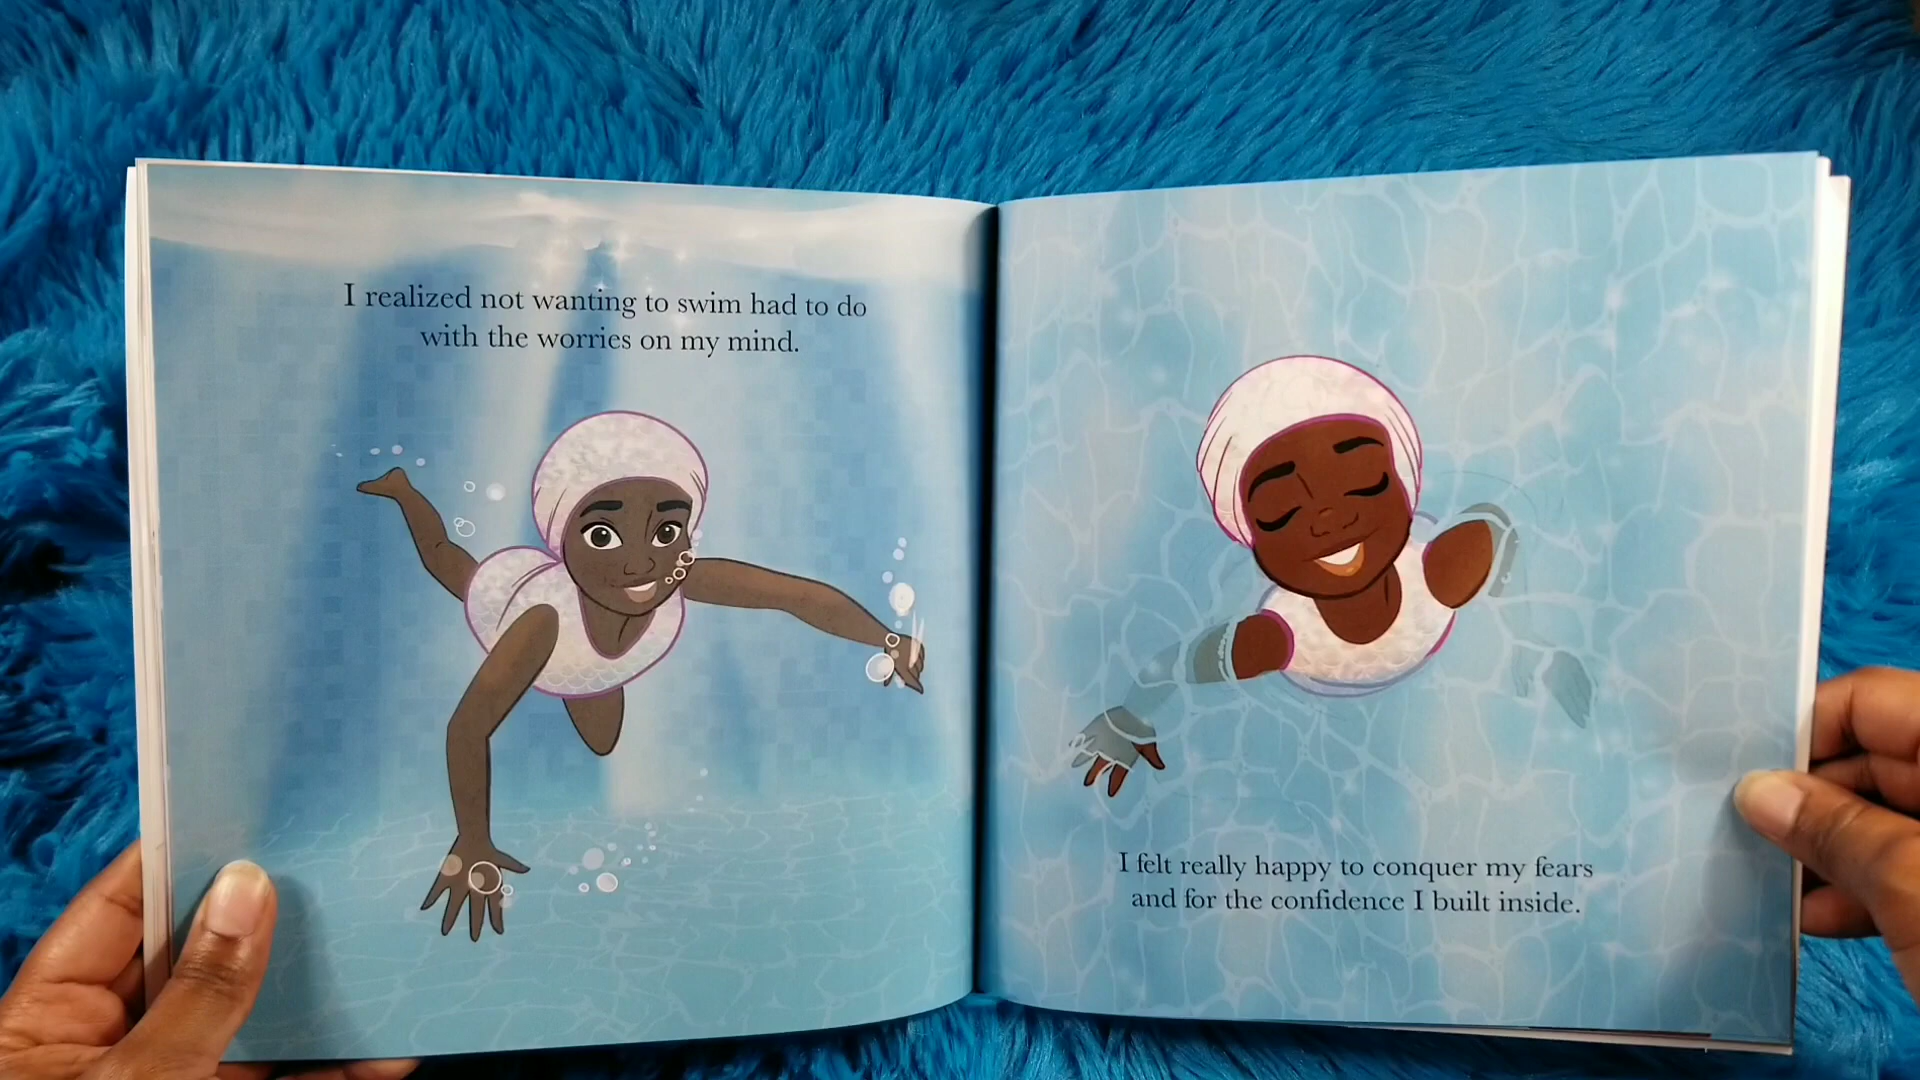 I realized not wanting to swim had to do
with the worries on my mind.
I felt really happy to conquer my fears
and for the confidence I built inside.